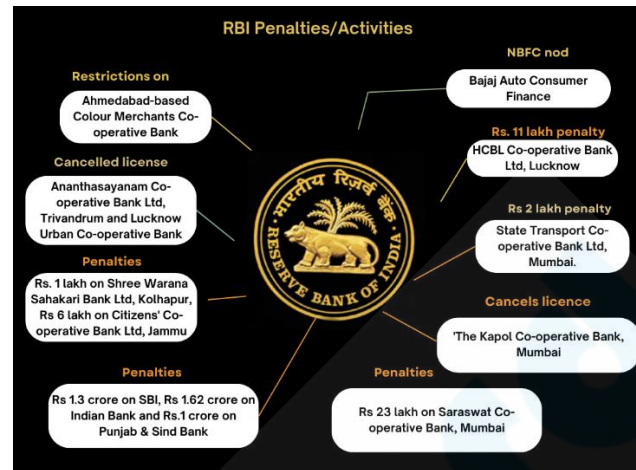 RBI Penalties/Activities
Restrictions on
Ahmedabad-based
Colour Merchants Co-
operative Bank
Cancelled license
Ananthasayanam Co-
operative Bank Ltd,
Trivandrum and Lucknow
Urban Co-operative Bank
Penalties
Rs. 1 lakh on Shree Warana
Sahakari Bank Ltd, Kolhapur,
Rs 6 lakh on Citizens' Co-
operative Bank Ltd, Jammu
Penalties
Rs 1.3 crore on SBI, Rs 1.62 crore on
Indian Bank and Rs.1 crore on
Punjab & Sind Bank
भारतीय रिज़र्व बैंक
RESERVE BANK OF INDIA
NBFC nod
Bajaj Auto Consumer
Finance
Rs. 11 lakh penalty
HCBL Co-operative Bank
Ltd, Lucknow
Rs 2 lakh penalty
State Transport Co-
operative Bank Ltd,
Mumbai.
Cancels licence
'The Kapol Co-operative Bank,
Mumbai
Penalties
Rs 23 lakh on Saraswat Co-
operative Bank, Mumbai